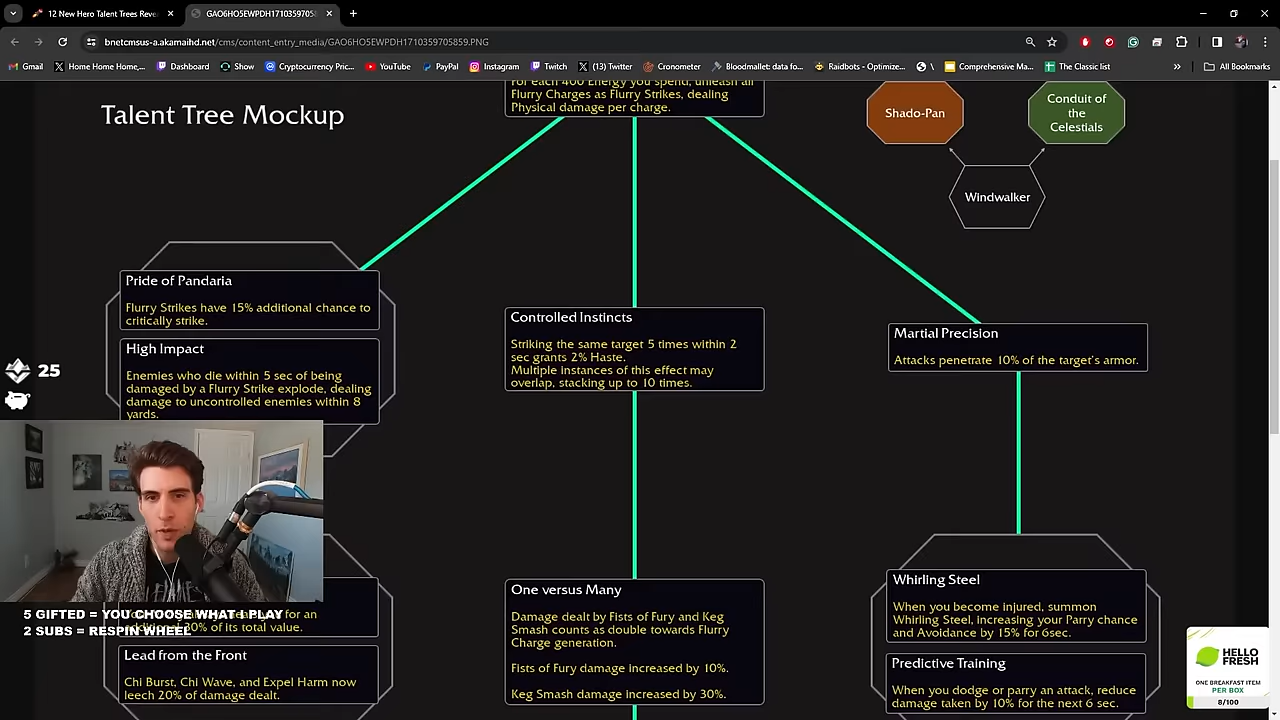 12 New Hero Talent Trees Reve
GAO6HO5EWPDH1710359705
bnetcmsus-a.akamaihd.net/cms/content_entry_media/GAO6HO5EWPDH1710359705859.PNG
Gmail
Home Home Home,...
Twitch
Dashboard
Show
Cryptocurrency Pric...
YouTube
PayPal
Instagram
Twitch
(13) Twitter
Cronometer
Bloodmallet: data fo...
Raidbots - Optimize...
\
Comprehensive Ma...
The Classic list
All Bookmarks
Talent Tree Mockup
For each 400 Energy you spend, unleash all
Flurry Charges as Flurry Strikes, dealing
Physical damage per charge.
Shado-Pan
Conduit of
the
Celestials
Windwalker
Pride of Pandaria
Flurry Strikes have 15% additional chance to
critically strike.
High Impact
Enemies who die within 5 sec of being
damaged by a Flurry Strike explode, dealing
damage to uncontrolled enemies within 8
yards.
Controlled Instincts
Striking the same target 5 times within 2
sec grants 2% Haste.
Multiple instances of this effect may
overlap, stacking up to 10 times.
Martial Precision
Attacks penetrate 10% of the target's armor.
25
5 GIFTED = YOU CHOOSE WHAT I PLAY
2 SUBS = RESPIN WHEEL
for an
of its total value.
Lead from the Front
Chi Burst, Chi Wave, and Expel Harm now
leech 20% of damage dealt.
One versus Many
Damage dealt by Fists of Fury and Keg
Smash counts as double towards Flurry
Charge generation.
Fists of Fury damage increased by 10%.
Keg Smash damage increased by 30%.
Whirling Steel
When you become injured, summon
Whirling Steel, increasing your Parry chance
and Avoidance by 15% for 6sec.
Predictive Training
When you dodge or parry an attack, reduce
damage taken by 10% for the next 6 sec.
HELLO
FRESH
ONE BREAKFAST ITEM
PER BOX
8/100